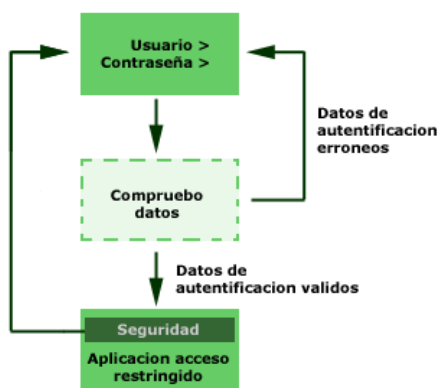 Usuario >
Contraseña >
Datos de
autentificacion
erroneos
Compruebo
datos
Datos de
autentificacion validos
Seguridad
Aplicacion acceso
restringido